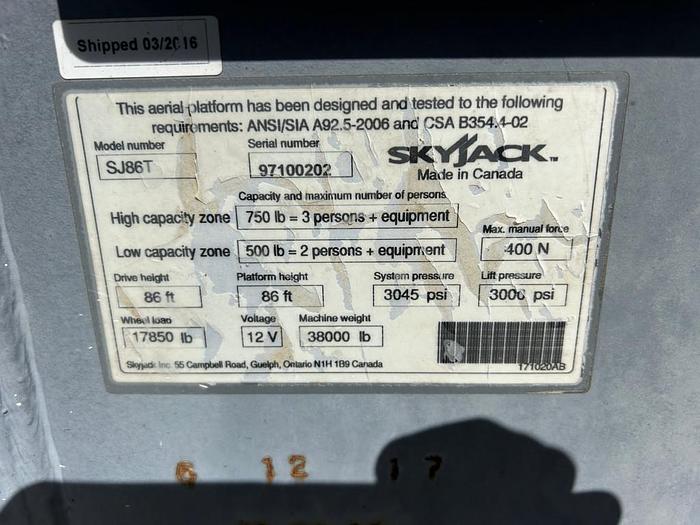 Shipped 03/2016
This aerial platform has been designed and tested to the following
requirements: ANSI/SIA A92.5-2006 and CSA B354.4-02
Model number Serial number
SJ86T 97100202 SKYJACK™
Made in Canada
Capacity and maximum number of persons
High capacity zone 750 lb = 3 persons + equipment
Max. manual force
Low capacity zone 500 lb = 2 persons + equipment 400 N
Drive height Platform height System pressure Lift pressure
86 ft 86 ft 3045 psi 3000 psi
Wheel load Voltage Machine weight
17850 lb 12 V 38000 lb
Skyjack Inc. 55 Campbell Road, Guelph, Ontario N1H 1B9 Canada 171020AB
6 12 17